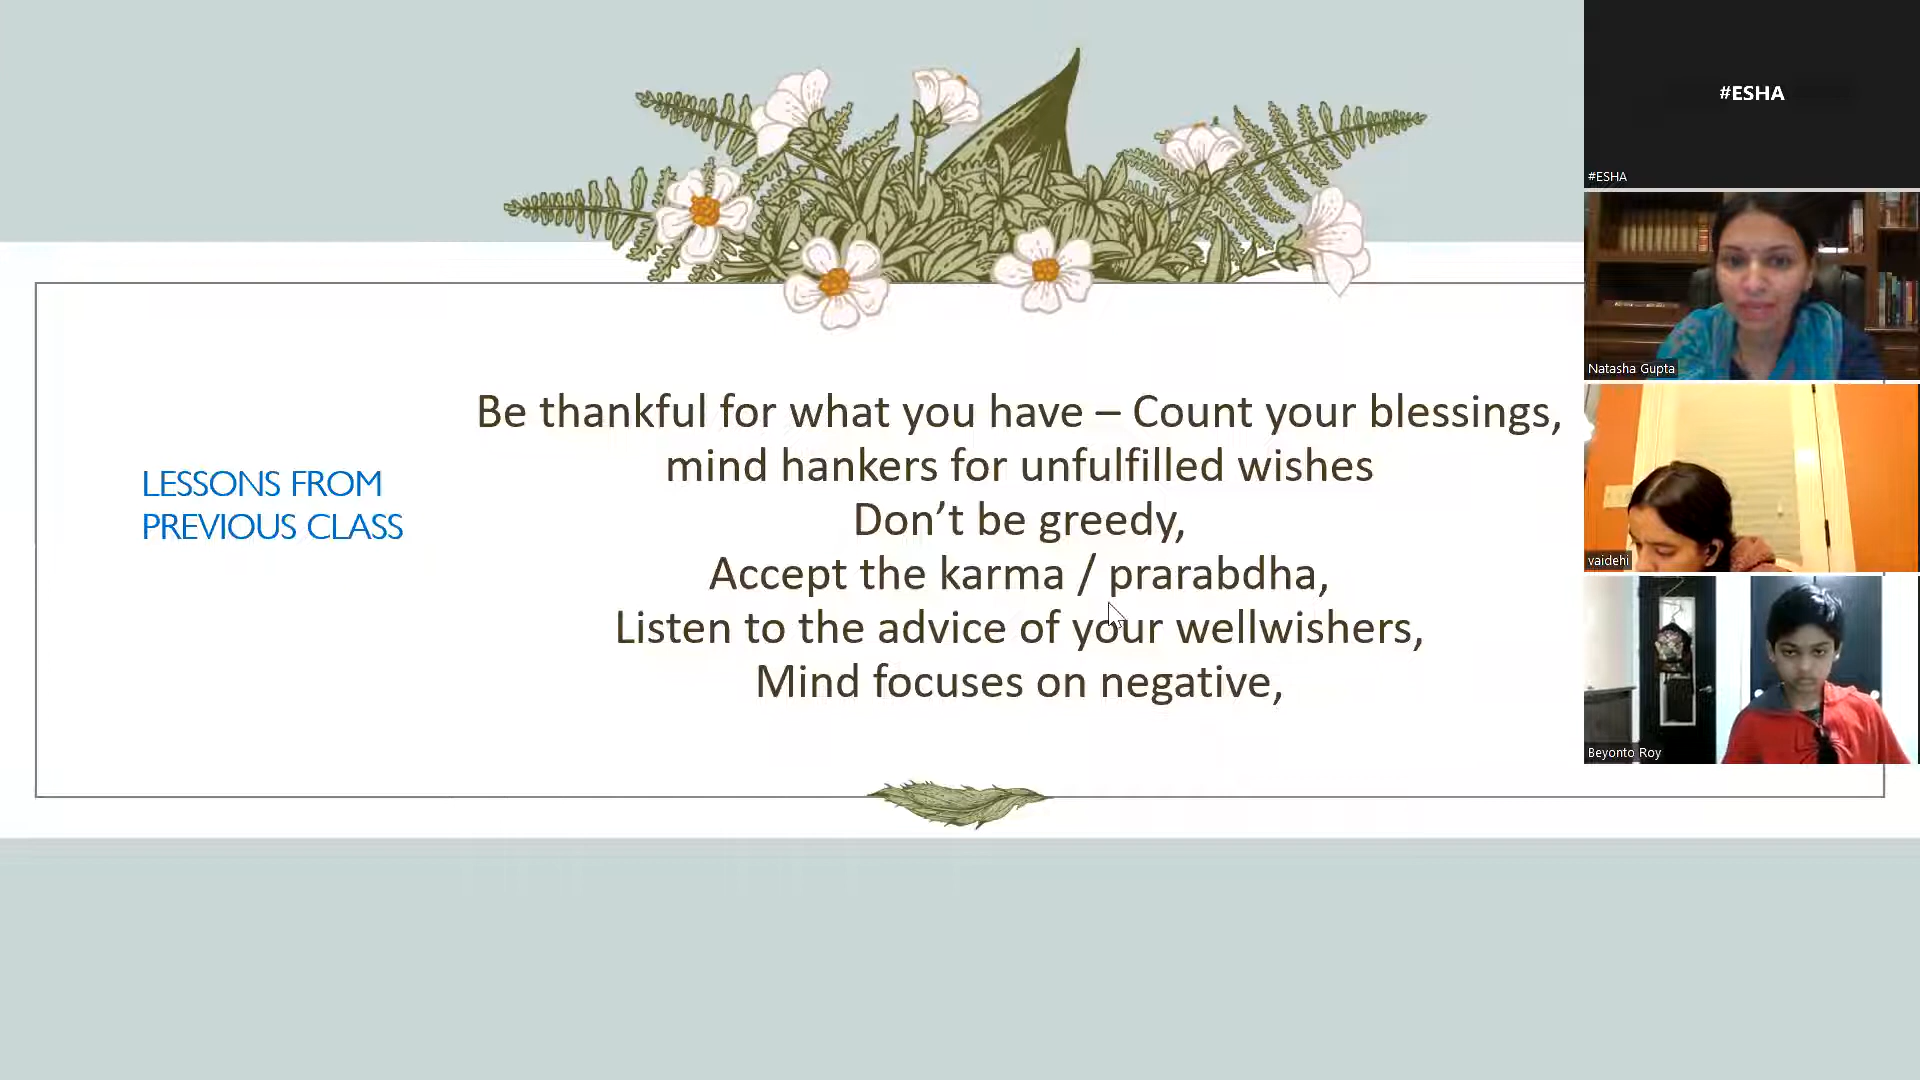 LESSONS FROM
PREVIOUS CLASS
Be thankful for what you have – Count your blessings,
mind hankers for unfulfilled wishes
Don’t be greedy,
Accept the karma / prarabdha,
Listen to the advice of your wellwishers,
Mind focuses on negative,
#ESHA
#ESHA
Natasha Gupta
vaidehi
Beyonto Roy